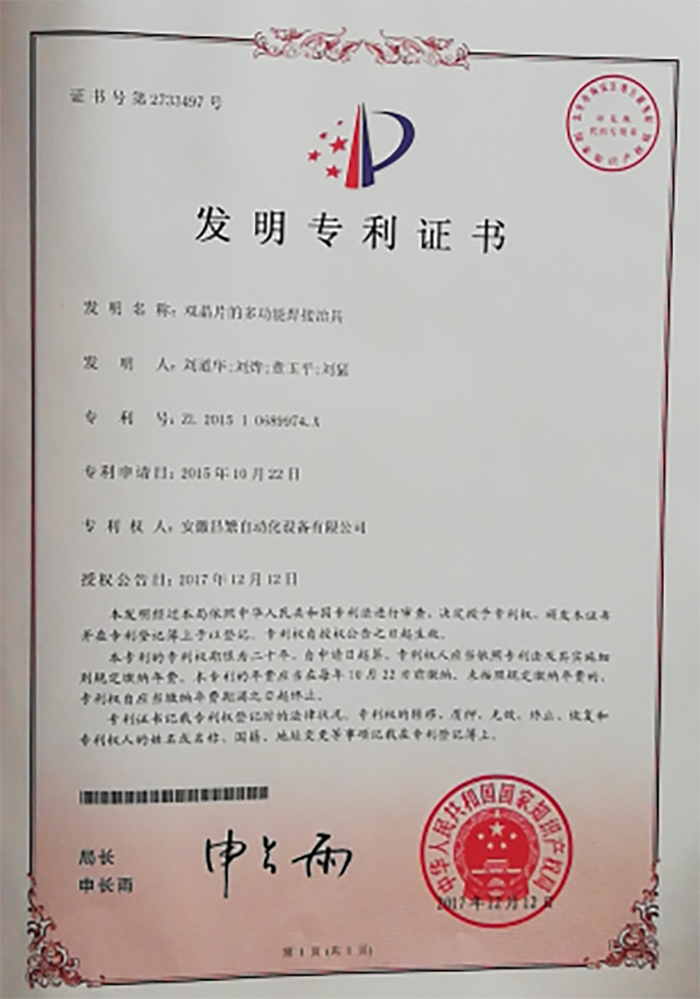 证书号第2733497号
发明专利证书
发明名称：双晶片的多功能焊接治具
发明人：刘道华;刘烨;童玉平;刘猛
专利号：ZL 2015 1 0689974.X
专利申请日：2015年10月22日
专利权人：安徽昌繁自动化设备有限公司
授权公告日：2017年12月12日
本发明经过本局依照中华人民共和国专利法进行审查，决定授予专利权，颁发本证书
并在专利登记簿上予以登记。专利权自授权公告之日起生效。
本专利的专利权期限为二十年，自申请日起算。专利权人应当依照专利法及其实施细
则规定缴纳年费。本专利的年费应当在每年10月22日前缴纳。未按照规定缴纳年费的，
专利权自应当缴纳年费期满之日起终止。
专利证书记载专利权登记时的法律状况。专利权的转移、质押、无效、终止、恢复和
专利权人的姓名或名称、国籍、地址变更等事项记载在专利登记簿上。
局长
申长雨
申长雨
中华人民共和国国家知识产权局
2017年12月12日
第1页(共1页)